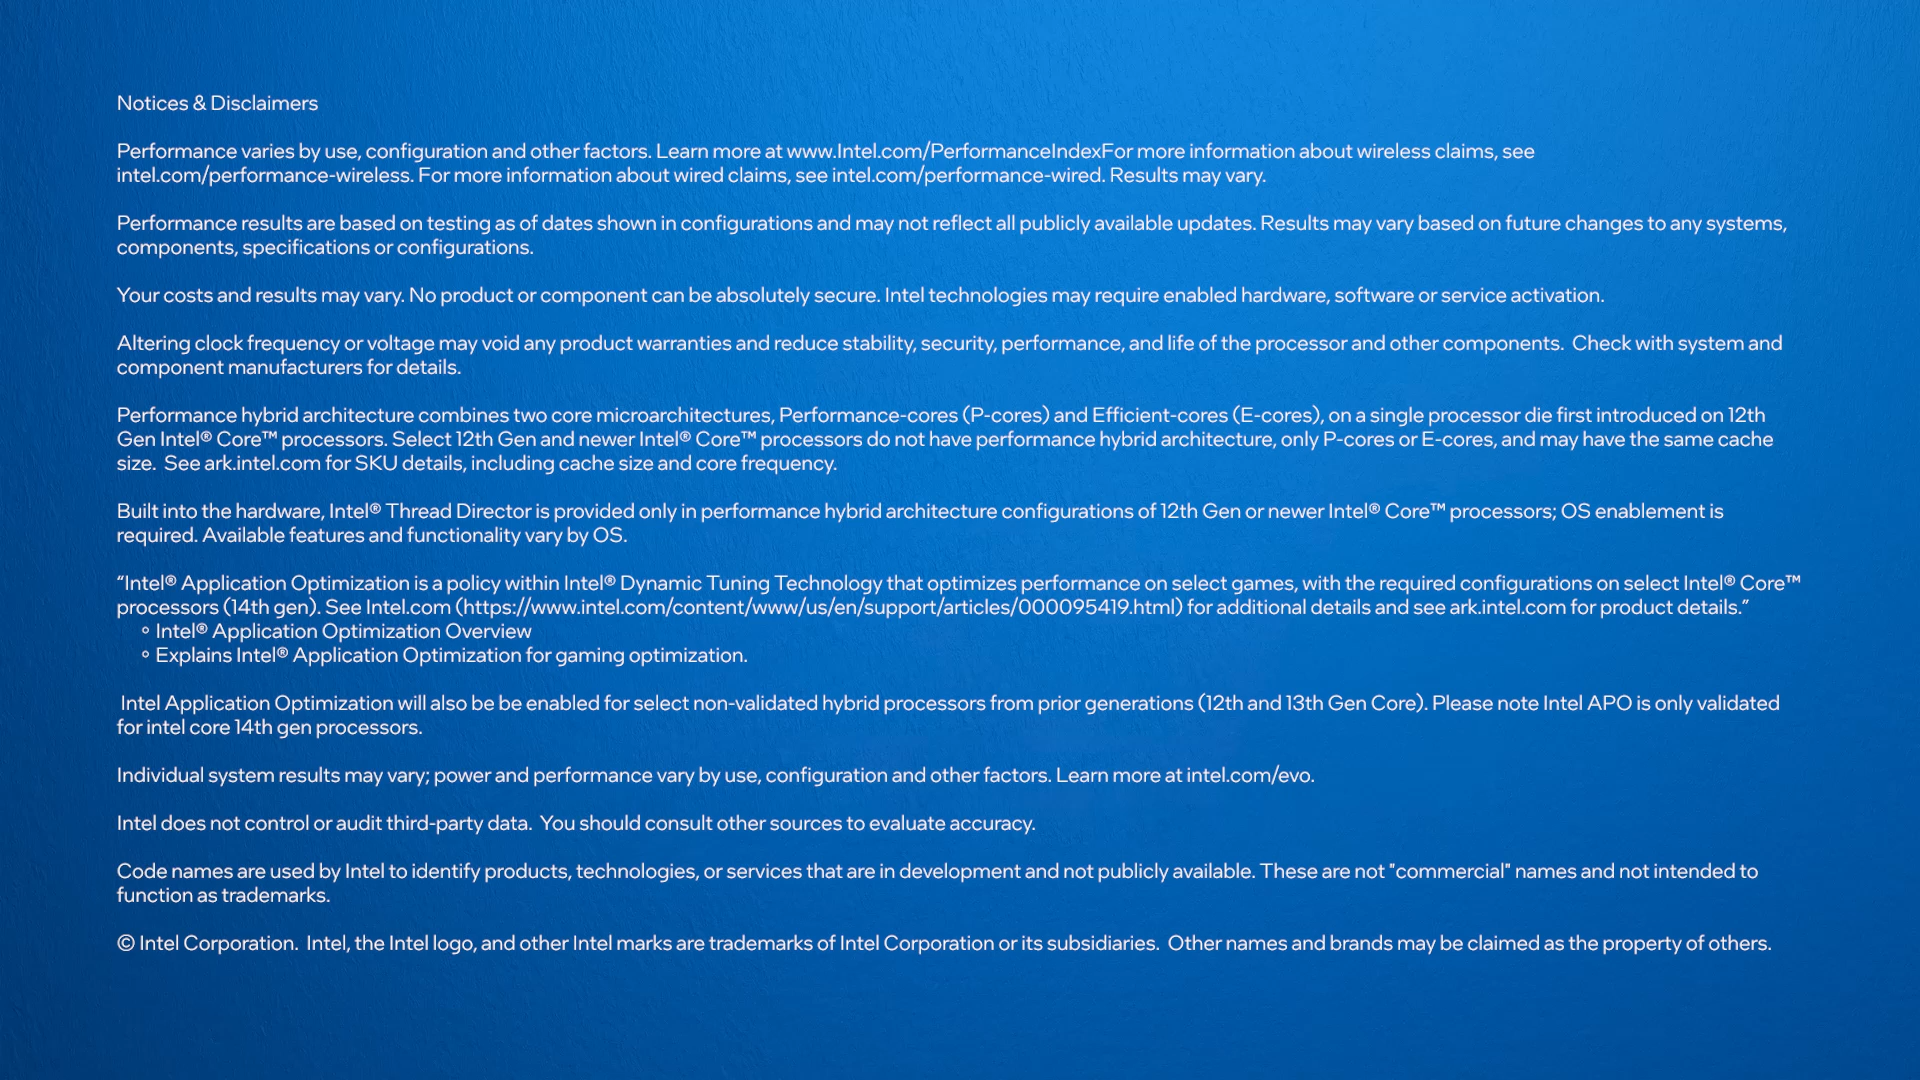 Notices & Disclaimers
Performance varies by use, configuration and other factors. Learn more at www.Intel.com/PerformanceIndexFor more information about wireless claims, see
intel.com/performance-wireless. For more information about wired claims, see intel.com/performance-wired. Results may vary.
Performance results are based on testing as of dates shown in configurations and may not reflect all publicly available updates. Results may vary based on future changes to any systems,
components, specifications or configurations.
Your costs and results may vary. No product or component can be absolutely secure. Intel technologies may require enabled hardware, software or service activation.
Altering clock frequency or voltage may void any product warranties and reduce stability, security, performance, and life of the processor and other components.  Check with system and
component manufacturers for details.
Performance hybrid architecture combines two core microarchitectures, Performance-cores (P-cores) and Efficient-cores (E-cores), on a single processor die first introduced on 12th
Gen Intel® Core™ processors. Select 12th Gen and newer Intel® Core™ processors do not have performance hybrid architecture, only P-cores or E-cores, and may have the same cache
size.  See ark.intel.com for SKU details, including cache size and core frequency.
Built into the hardware, Intel® Thread Director is provided only in performance hybrid architecture configurations of 12th Gen or newer Intel® Core™ processors; OS enablement is
required. Available features and functionality vary by OS.
“Intel® Application Optimization is a policy within Intel® Dynamic Tuning Technology that optimizes performance on select games, with the required configurations on select Intel® Core™
processors (14th gen). See Intel.com (https://www.intel.com/content/www/us/en/support/articles/000095419.html) for additional details and see ark.intel.com for product details.”
◦ Intel® Application Optimization Overview
◦ Explains Intel® Application Optimization for gaming optimization.
Intel Application Optimization will also be be enabled for select non-validated hybrid processors from prior generations (12th and 13th Gen Core). Please note Intel APO is only validated
for intel core 14th gen processors.
Individual system results may vary; power and performance vary by use, configuration and other factors. Learn more at intel.com/evo.
Intel does not control or audit third-party data.  You should consult other sources to evaluate accuracy.
Code names are used by Intel to identify products, technologies, or services that are in development and not publicly available. These are not "commercial" names and not intended to
function as trademarks.
© Intel Corporation.  Intel, the Intel logo, and other Intel marks are trademarks of Intel Corporation or its subsidiaries.  Other names and brands may be claimed as the property of others.